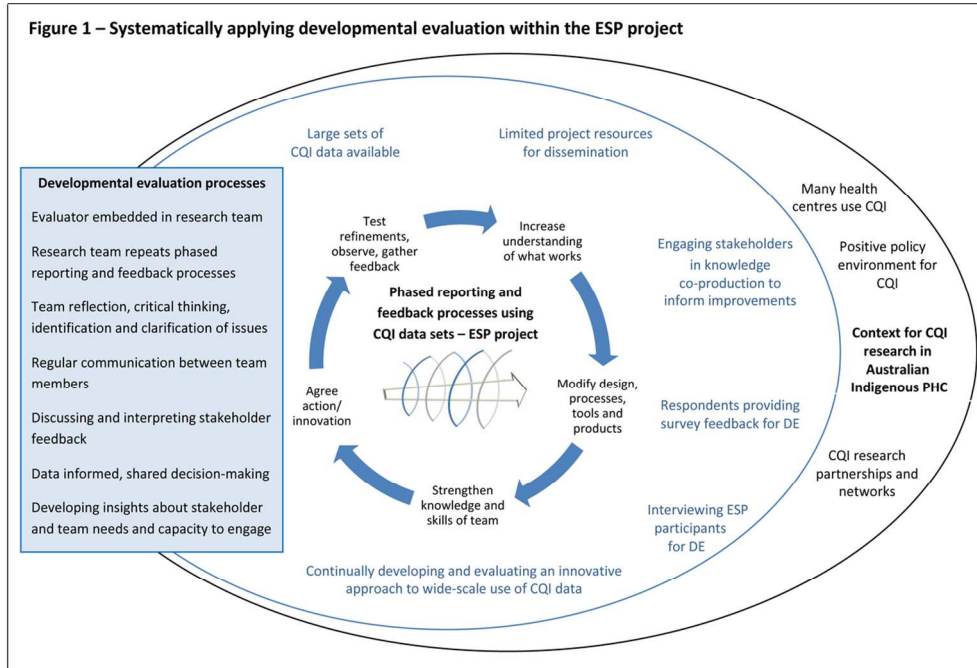 Figure 1 – Systematically applying developmental evaluation within the ESP project
Large sets of
CQI data available
Limited project resources
for dissemination
Developmental evaluation processes
Evaluator embedded in research team
Research team repeats phased
reporting and feedback processes
Team reflection, critical thinking,
identification and clarification of issues
Regular communication between team
members
Discussing and interpreting stakeholder
feedback
Data informed, shared decision-making
Developing insights about stakeholder
and team needs and capacity to engage
Test
refinements,
observe, gather
feedback
Increase
understanding
of what works
Phased reporting and
feedback processes using
CQI data sets – ESP project
Agree
action/
innovation
Modify design,
processes,
tools and
products
Strengthen
knowledge and
skills of team
Engaging stakeholders
in knowledge
co-production to
inform improvements
Respondents providing
survey feedback for DE
Interviewing ESP
participants
for DE
Continually developing and evaluating an innovative
approach to wide-scale use of CQI data
Many health
centres use CQI
Positive policy
environment for
CQI
Context for CQI
research in
Australian
Indigenous PHC
CQI research
partnerships and
networks